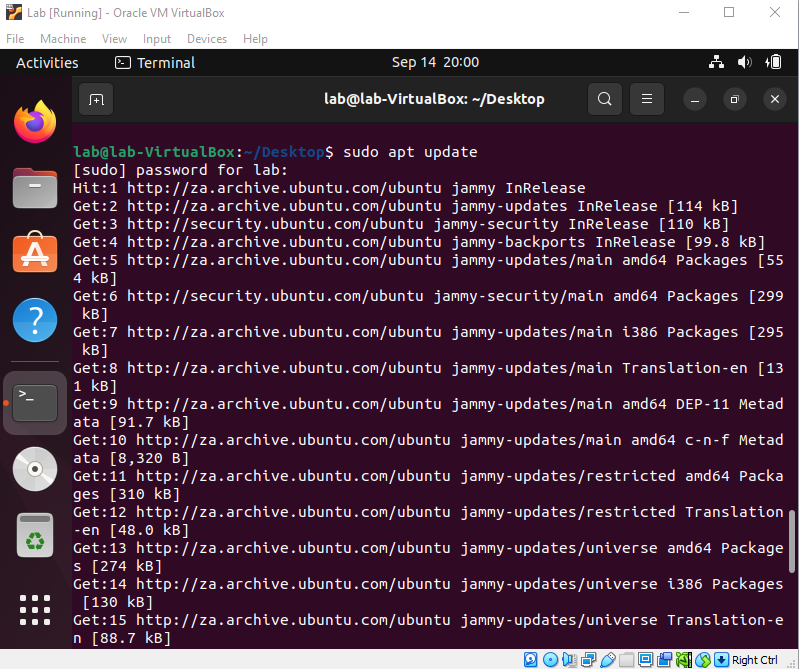 Lab [Running] - Oracle VM VirtualBox
File Machine View Input Devices Help
Activities Terminal Sep 14 20:00
lab@lab-VirtualBox: ~/Desktop
lab@lab-VirtualBox:~/Desktop$ sudo apt update
[sudo] password for lab:
Hit:1 http://za.archive.ubuntu.com/ubuntu jammy InRelease
Get:2 http://za.archive.ubuntu.com/ubuntu jammy-updates InRelease [114 kB]
Get:3 http://security.ubuntu.com/ubuntu jammy-security InRelease [110 kB]
Get:4 http://za.archive.ubuntu.com/ubuntu jammy-backports InRelease [99.8 kB]
Get:5 http://za.archive.ubuntu.com/ubuntu jammy-updates/main amd64 Packages [55
4 kB]
Get:6 http://security.ubuntu.com/ubuntu jammy-security/main amd64 Packages [299
 kB]
Get:7 http://za.archive.ubuntu.com/ubuntu jammy-updates/main i386 Packages [295
 kB]
Get:8 http://za.archive.ubuntu.com/ubuntu jammy-updates/main Translation-en [13
1 kB]
Get:9 http://za.archive.ubuntu.com/ubuntu jammy-updates/main amd64 DEP-11 Metad
ata [91.7 kB]
Get:10 http://za.archive.ubuntu.com/ubuntu jammy-updates/main amd64 c-n-f Metad
ata [8,320 B]
Get:11 http://za.archive.ubuntu.com/ubuntu jammy-updates/restricted amd64 Packa
ges [310 kB]
Get:12 http://za.archive.ubuntu.com/ubuntu jammy-updates/restricted Translation
-en [48.0 kB]
Get:13 http://za.archive.ubuntu.com/ubuntu jammy-updates/universe amd64 Package
s [274 kB]
Get:14 http://za.archive.ubuntu.com/ubuntu jammy-updates/universe i386 Packages
 [130 kB]
Get:15 http://za.archive.ubuntu.com/ubuntu jammy-updates/universe Translation-e
n [88.7 kB]
Right Ctrl